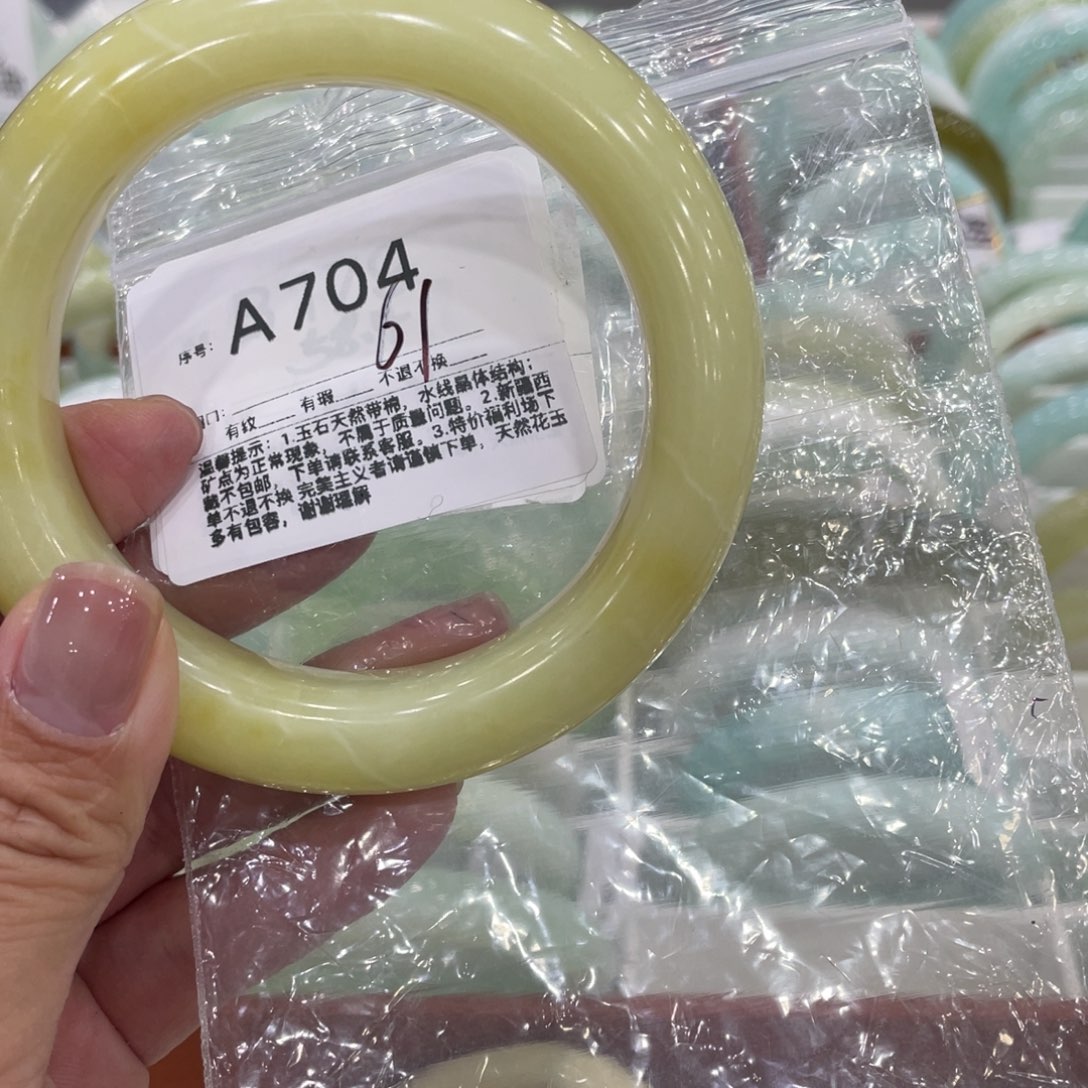 序号: A704
61
口: ______ 有瑕 ______ 不退不换
有纹
温馨提示: 1.玉石天然带棉, 水线晶体结构;
矿点为正常现象, 不属于质量问题。2.新疆西
藏不包邮, 下单请联系客服。3.特价福利场下
单不退不换 完美主义者请谨慎下单, 天然花玉
多有包容, 谢谢理解